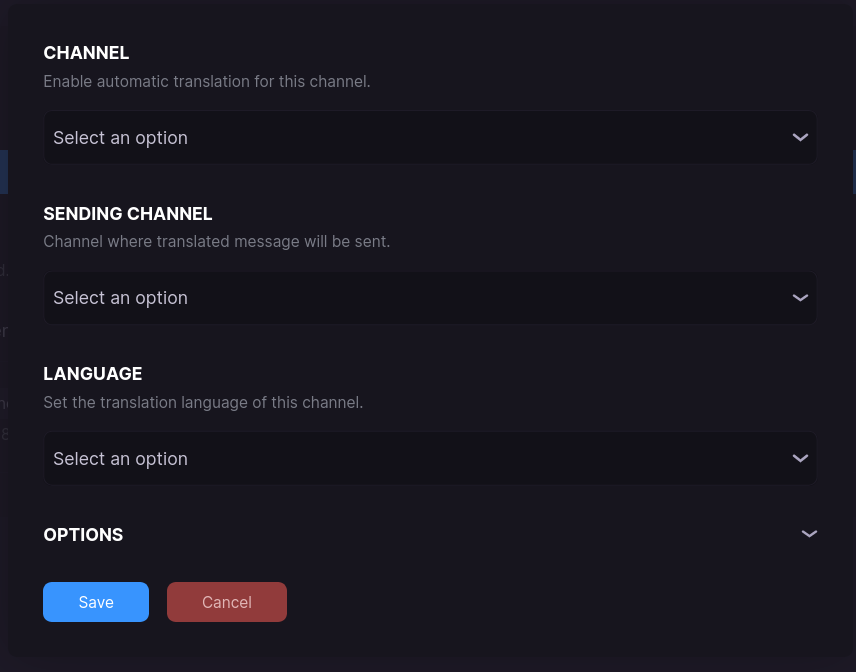 CHANNEL
Enable automatic translation for this channel.
Select an option
SENDING CHANNEL
Channel where translated message will be sent.
Select an option
LANGUAGE
Set the translation language of this channel.
Select an option
OPTIONS
Save
Cancel